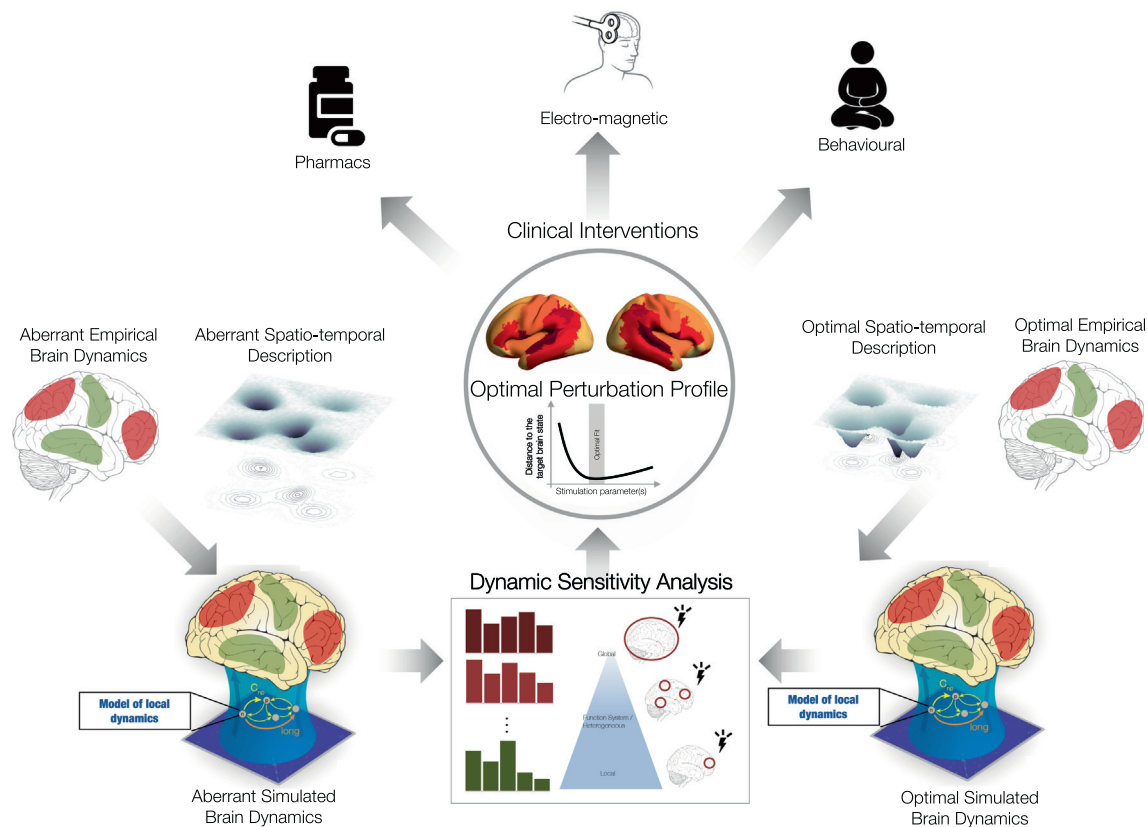 Electro-magnetic
Pharmacs
Behavioural
Clinical Interventions
Optimal Perturbation Profile
Distance to the
target brain state
Optimal Fit
Stimulation parameter(s)
Aberrant Empirical
Brain Dynamics
Aberrant Spatio-temporal
Description
Optimal Spatio-temporal
Description
Optimal Empirical
Brain Dynamics
Dynamic Sensitivity Analysis
Global
Function System /
Heterogenous
Local
Model of local
dynamics
Cnp
n
p
long
Aberrant Simulated
Brain Dynamics
Model of local
dynamics
Cnp
n
p
long
Optimal Simulated
Brain Dynamics